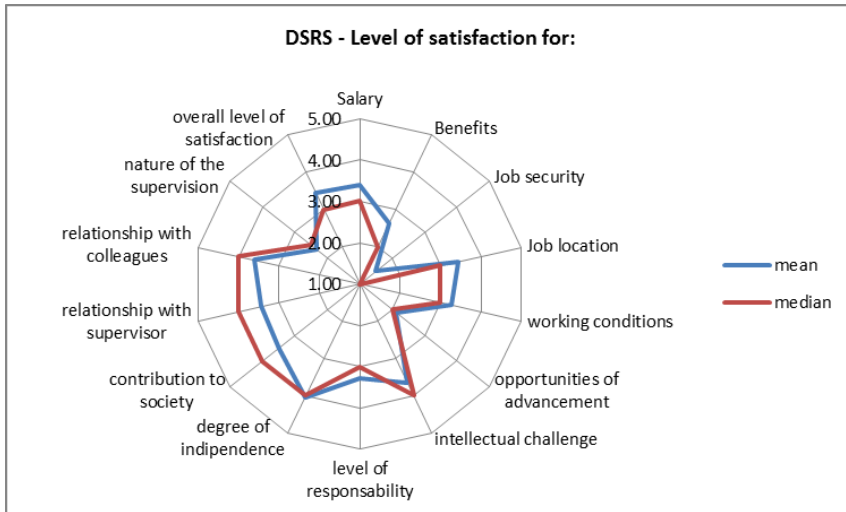 DSRS - Level of satisfaction for:
Salary
Benefits
Job security
Job location
working conditions
opportunities of
advancement
intellectual challenge
level of
responsability
degree of
indipendence
contribution to
society
relationship with
supervisor
relationship with
colleagues
nature of the
supervision
overall level of
satisfaction
5.00
4.00
3.00
2.00
1.00
mean
median